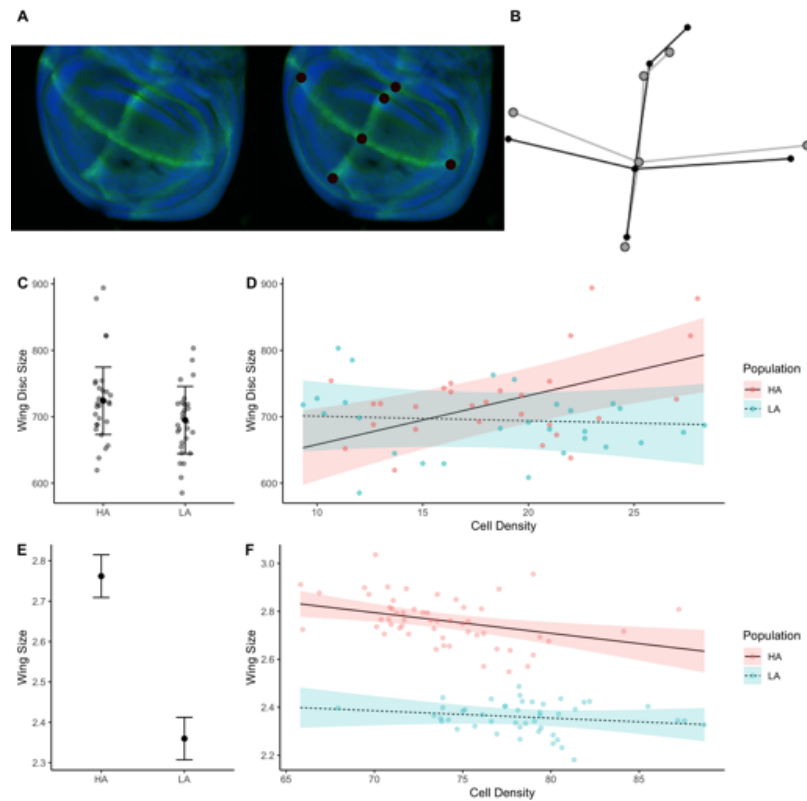 A
B
C
Wing Disc Size
900
800
700
600
HA
LA
D
Wing Disc Size
900
800
700
600
10
15
20
25
Cell Density
Population
HA
LA
E
Wing Size
2.8
2.7
2.6
2.5
2.4
2.3
HA
LA
F
Wing Size
3.0
2.8
2.6
2.4
2.2
65
70
75
80
85
Cell Density
Population
HA
LA